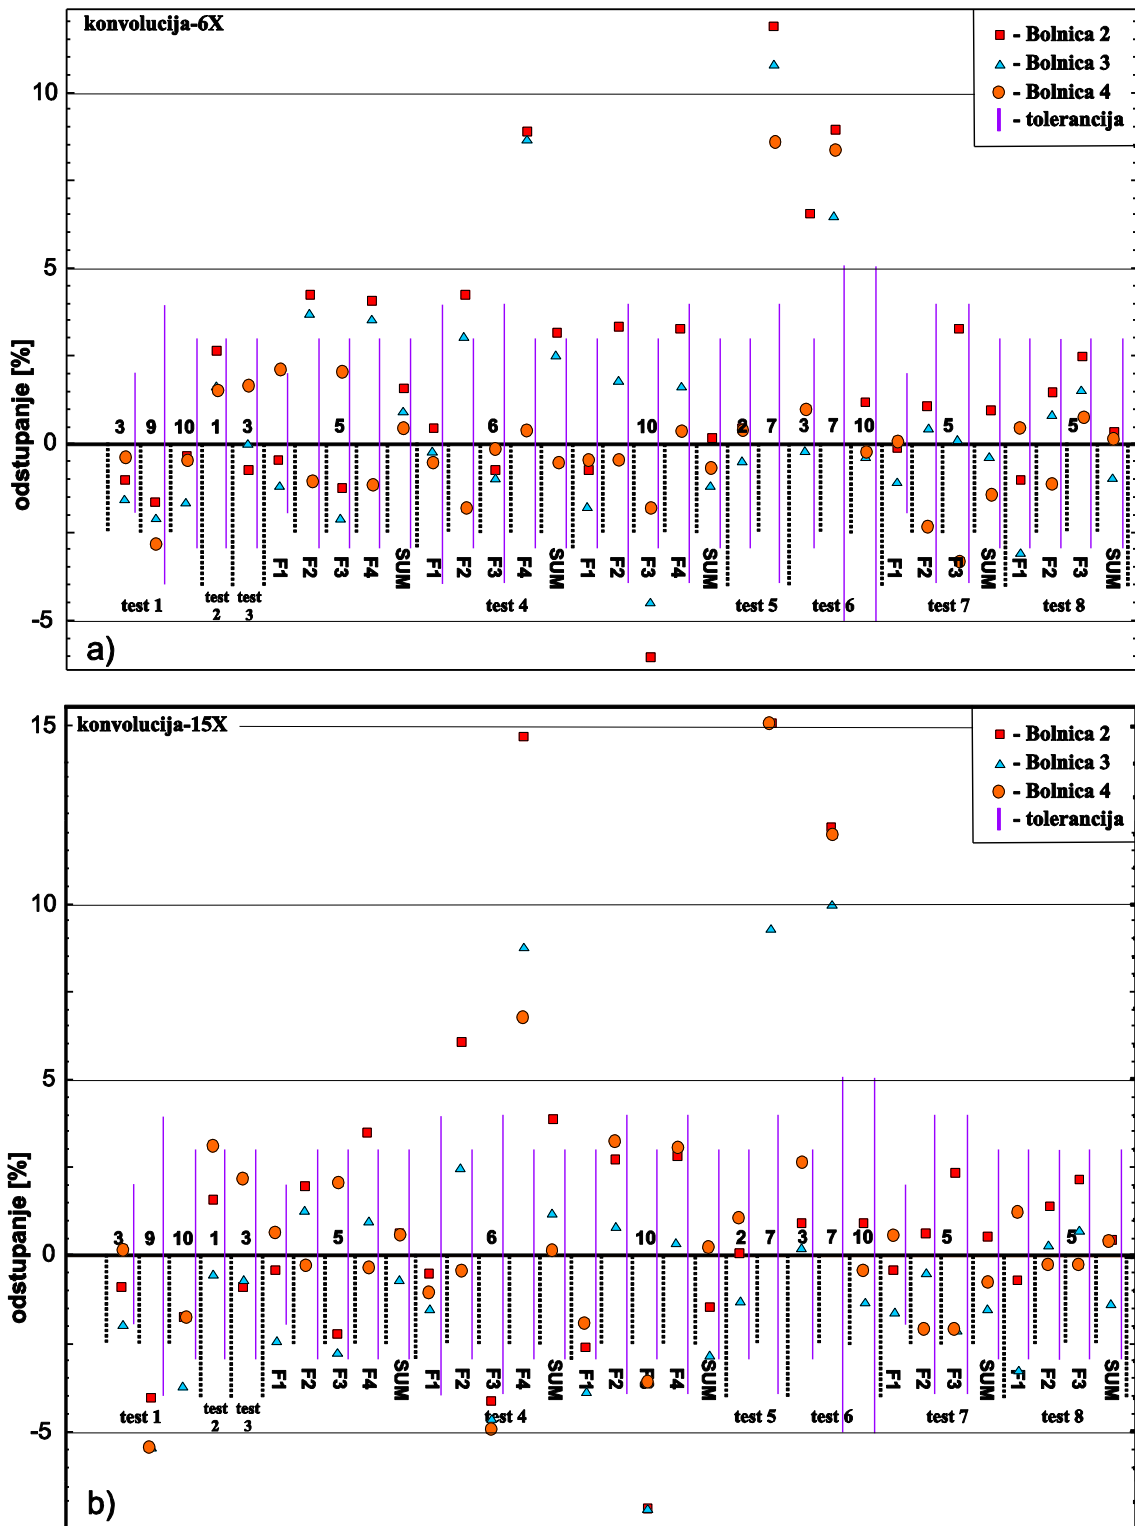 konvolucija-6X
- Bolnica 2
- Bolnica 3
- Bolnica 4
- tolerancija
10
5
0
-5
odstupanje [%]
3 9 10 1 3 5 6 10 2 7 3 7 10 5 5
F1 F2 F3 F4 SUM F1 F2 F3 F4 SUM F1 F2 F3 F4 SUM F1 F2 F3 SUM F1 F2 F3 SUM
test 1 test 2 test 3 test 4 test 5 test 6 test 7 test 8
a)
konvolucija-15X
- Bolnica 2
- Bolnica 3
- Bolnica 4
- tolerancija
15
10
5
0
-5
odstupanje [%]
3 9 10 1 3 5 6 10 2 7 3 7 10 5 5
F1 F2 F3 F4 SUM F1 F2 F3 F4 SUM F1 F2 F3 F4 SUM F1 F2 F3 SUM F1 F2 F3 SUM
test 1 test 2 test 3 test 4 test 5 test 6 test 7 test 8
b)